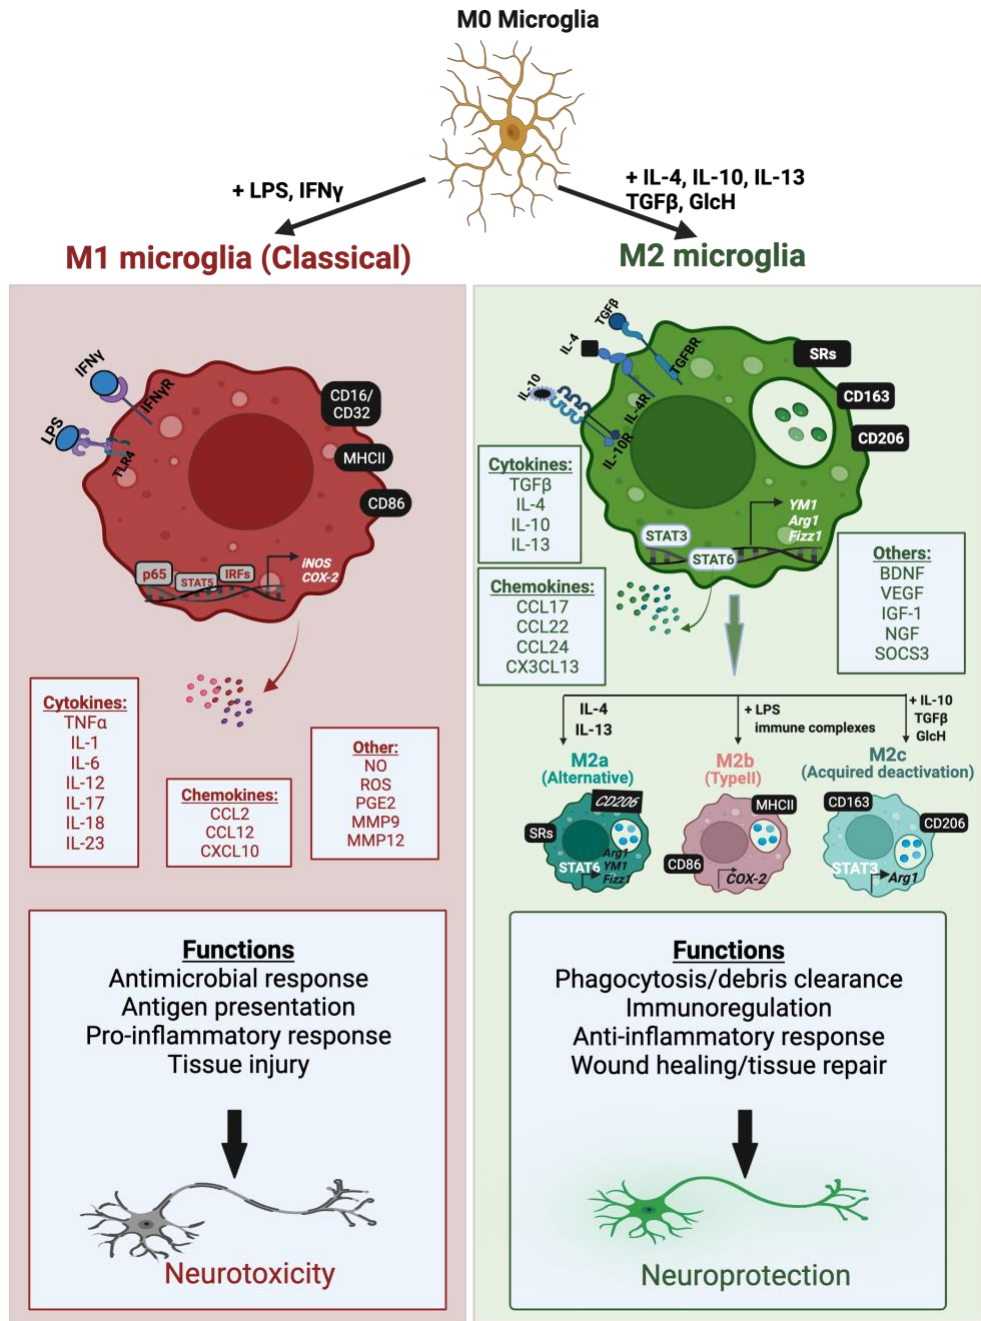 M0 Microglia
+ LPS, IFNγ
+ IL-4, IL-10, IL-13
TGFβ, GlcH
M1 microglia (Classical)
M2 microglia
IFNγ
IFNγR
LPS
TLR4
CD16/
CD32
MHCII
CD86
p65
STAT5
IRFs
iNOS
COX-2
Cytokines:
TNFα
IL-1
IL-6
IL-12
IL-17
IL-18
IL-23
Chemokines:
CCL2
CCL12
CXCL10
Other:
NO
ROS
PGE2
MMP9
MMP12
Functions
Antimicrobial response
Antigen presentation
Pro-inflammatory response
Tissue injury
Neurotoxicity
TGFβ
TGFBR
IL-4
IL-4R
IL-10
IL-10R
SRs
CD163
CD206
STAT3
STAT6
YM1
Arg1
Fizz1
Cytokines:
TGFβ
IL-4
IL-10
IL-13
Chemokines:
CCL17
CCL22
CCL24
CX3CL13
Others:
BDNF
VEGF
IGF-1
NGF
SOCS3
IL-4
IL-13
+ LPS
immune complexes
+ IL-10
TGFβ
GlcH
M2a
(Alternative)
M2b
(TypeII)
M2c
(Acquired deactivation)
CD206
SRs
STAT6
Arg1
YM1
Fizz1
MHCII
CD86
COX-2
CD163
CD206
STAT3
Arg1
Functions
Phagocytosis/debris clearance
Immunoregulation
Anti-inflammatory response
Wound healing/tissue repair
Neuroprotection